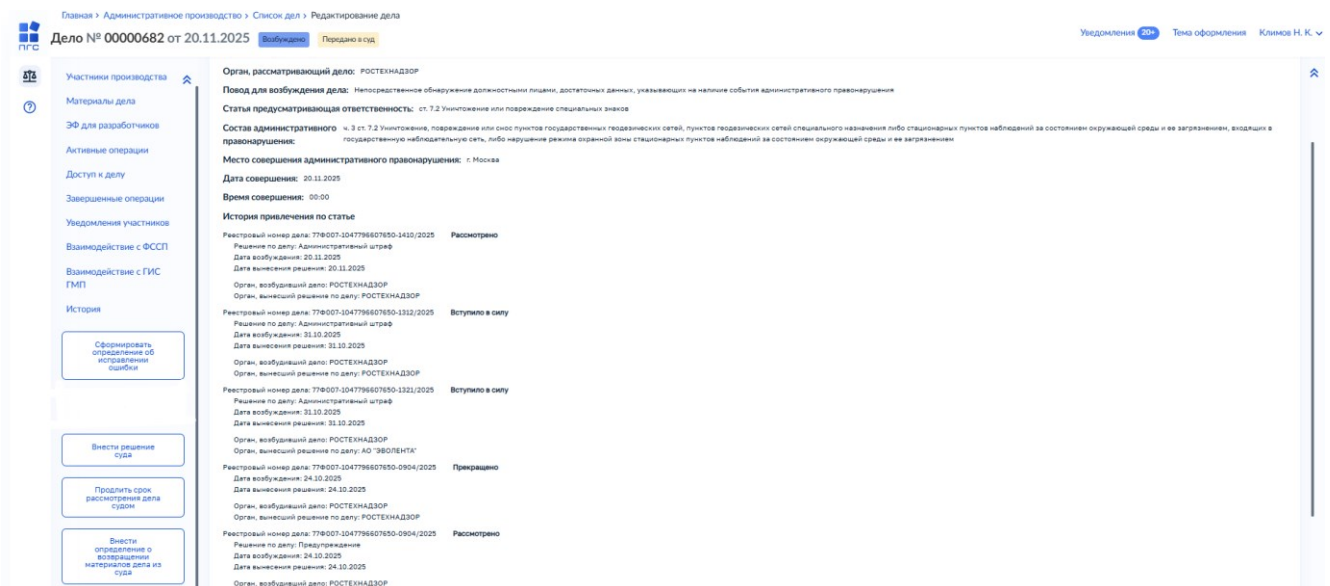 Главная > Административное производство > Список дел > Редактирование дела
ПГС
Дело № 00000682 от 20.11.2025 Возбуждено Передано в суд
Уведомления 20+ Тема оформления Климов Н. К.
Участники производства
Материалы дела
ЭФ для разработчиков
Активные операции
Доступ к делу
Завершенные операции
Уведомления участников
Взаимодействие с ФССП
Взаимодействие с ГИС
ГМП
История
Сформировать
определение об
исправлении
ошибки
Внести решение
суда
Продлить срок
рассмотрения дела
судом
Внести
определение о
возвращении
материалов дела из
суда
Орган, рассматривающий дело: РОСТЕХНАДЗОР
Повод для возбуждения дела: Непосредственное обнаружение должностными лицами, достаточных данных, указывающих на наличие события административного правонарушения
Статья предусматривающая ответственность: ст. 7.2 Уничтожение или повреждение специальных знаков
Состав административного правонарушения: ч. 3 ст. 7.2 Уничтожение, повреждение или снос пунктов государственных геодезических сетей, пунктов геодезических сетей специального назначения либо стационарных пунктов наблюдений за состоянием окружающей среды и ее загрязнением, входящих в
государственную наблюдательную сеть, либо нарушение режима охранной зоны стационарных пунктов наблюдений за состоянием окружающей среды и ее загрязнением
Место совершения административного правонарушения: г. Москва
Дата совершения: 20.11.2025
Время совершения: 00:00
История привлечения по статье
Реестровый номер дела: 77Ф007-1047796607650-1410/2025 Рассмотрено
Решение по делу: Административный штраф
Дата возбуждения: 20.11.2025
Дата вынесения решения: 20.11.2025
Орган, возбудивший дело: РОСТЕХНАДЗОР
Орган, вынесший решение по делу: РОСТЕХНАДЗОР
Реестровый номер дела: 77Ф007-1047796607650-1312/2025 Вступило в силу
Решение по делу: Административный штраф
Дата возбуждения: 31.10.2025
Дата вынесения решения: 31.10.2025
Орган, возбудивший дело: РОСТЕХНАДЗОР
Орган, вынесший решение по делу: РОСТЕХНАДЗОР
Реестровый номер дела: 77Ф007-1047796607650-1321/2025 Вступило в силу
Решение по делу: Административный штраф
Дата возбуждения: 31.10.2025
Дата вынесения решения: 31.10.2025
Орган, возбудивший дело: РОСТЕХНАДЗОР
Орган, вынесший решение по делу: АО "ЭВОЛЕНТА"
Реестровый номер дела: 77Ф007-1047796607650-0904/2025 Прекращено
Дата возбуждения: 24.10.2025
Дата вынесения решения: 24.10.2025
Орган, возбудивший дело: РОСТЕХНАДЗОР
Орган, вынесший решение по делу: РОСТЕХНАДЗОР
Реестровый номер дела: 77Ф007-1047796607650-0904/2025 Рассмотрено
Решение по делу: Предупреждение
Дата возбуждения: 24.10.2025
Дата вынесения решения: 24.10.2025
Орган, возбудивший дело: РОСТЕХНАДЗОР